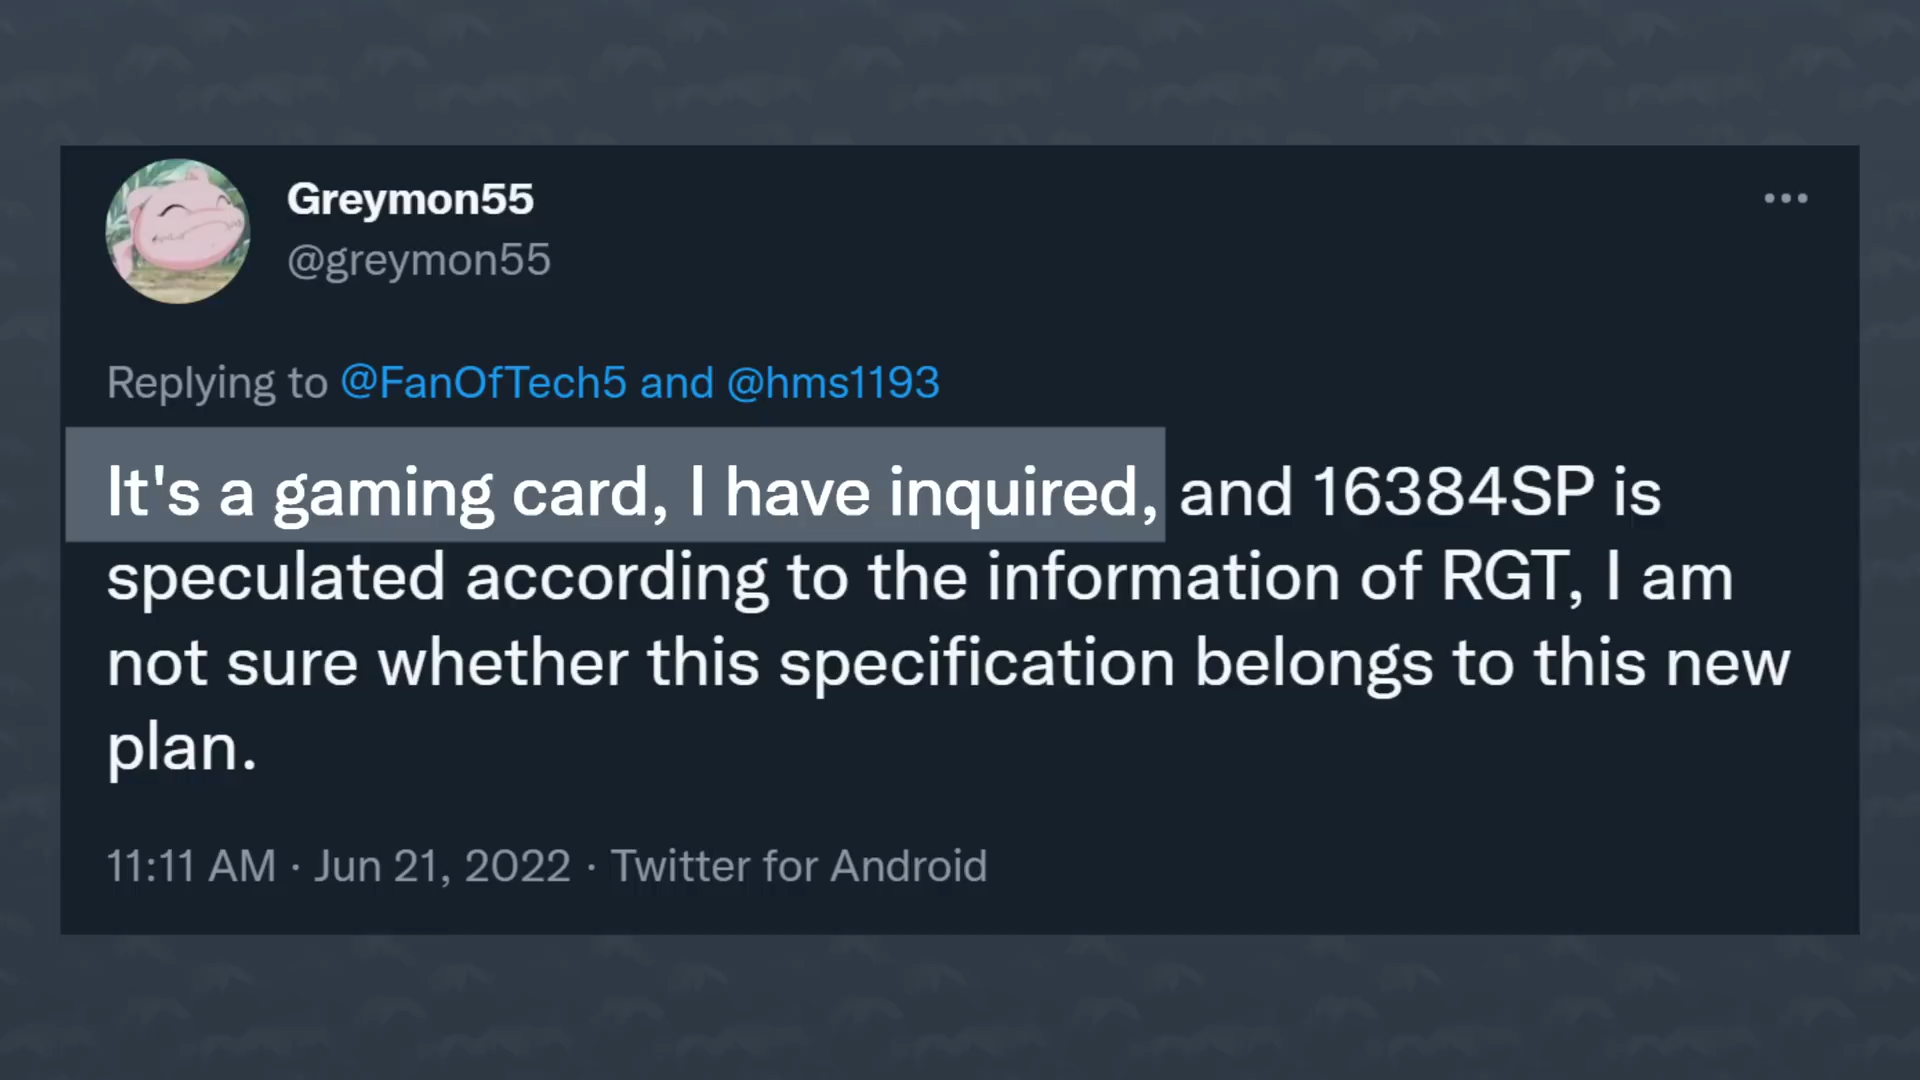 Greymon55
@greymon55
Replying to @FanOfTech5 and @hms1193
It's a gaming card, I have inquired, and 16384SP is
speculated according to the information of RGT, I am
not sure whether this specification belongs to this new
plan.
11:11 AM · Jun 21, 2022 · Twitter for Android